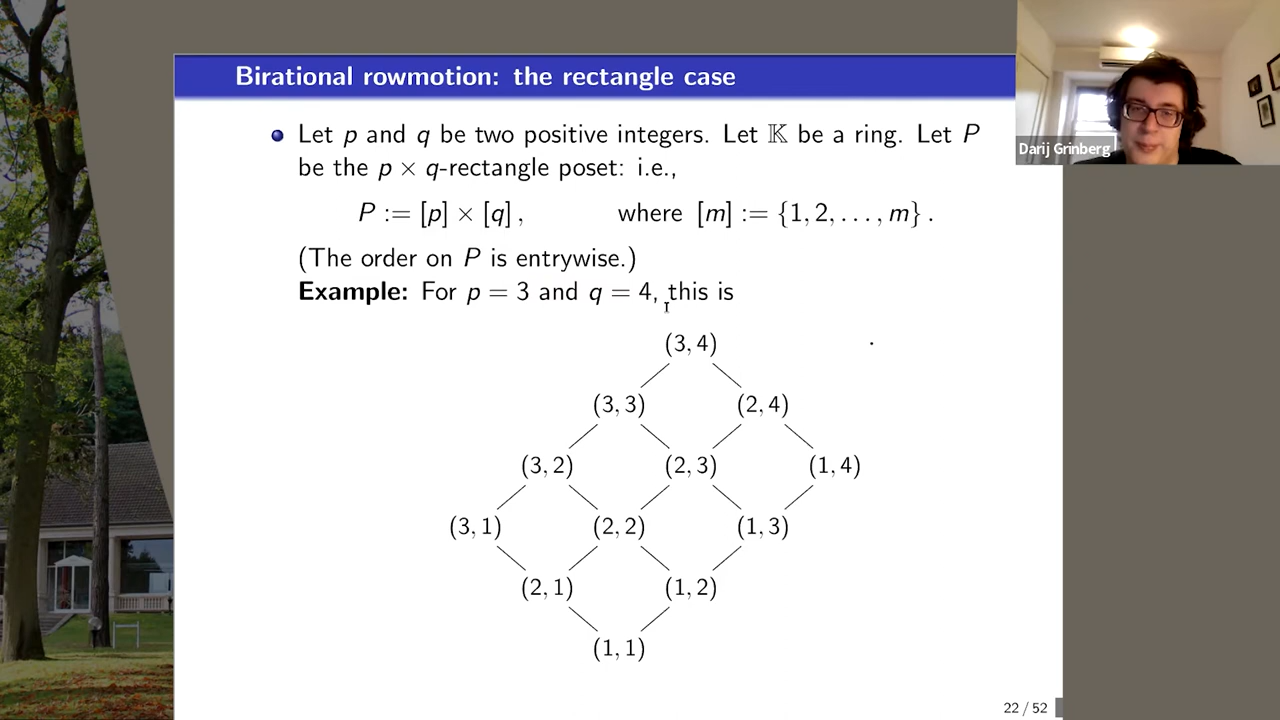 Birational rowmotion: the rectangle case
Let p and q be two positive integers. Let 𝕂 be a ring. Let P
be the p × q-rectangle poset: i.e.,
P := [p] × [q] , where [m] := {1, 2, . . . , m} .
(The order on P is entrywise.)
Example: For p = 3 and q = 4, this is
(3, 4) .
(3, 3) (2, 4)
(3, 2) (2, 3) (1, 4)
(3, 1) (2, 2) (1, 3)
(2, 1) (1, 2)
(1, 1)
22 / 52
Darij Grinberg